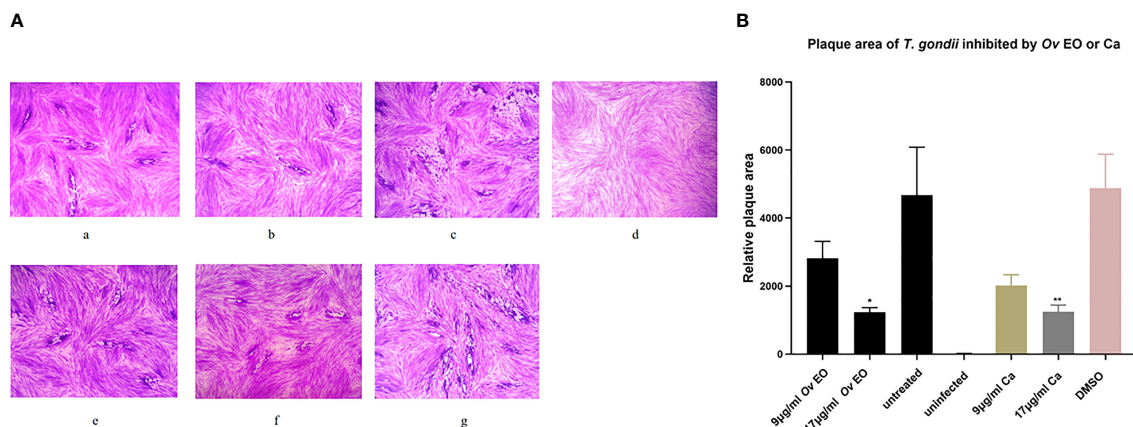 A
a
b
c
d
e
f
g
B
Plaque area of T. gondii inhibited by Ov EO or Ca
Relative plaque area
8000
6000
4000
2000
0
9μg/ml Ov EO
17μg/ml Ov EO
untreated
uninfected
9μg/ml Ca
17μg/ml Ca
DMSO
*
**